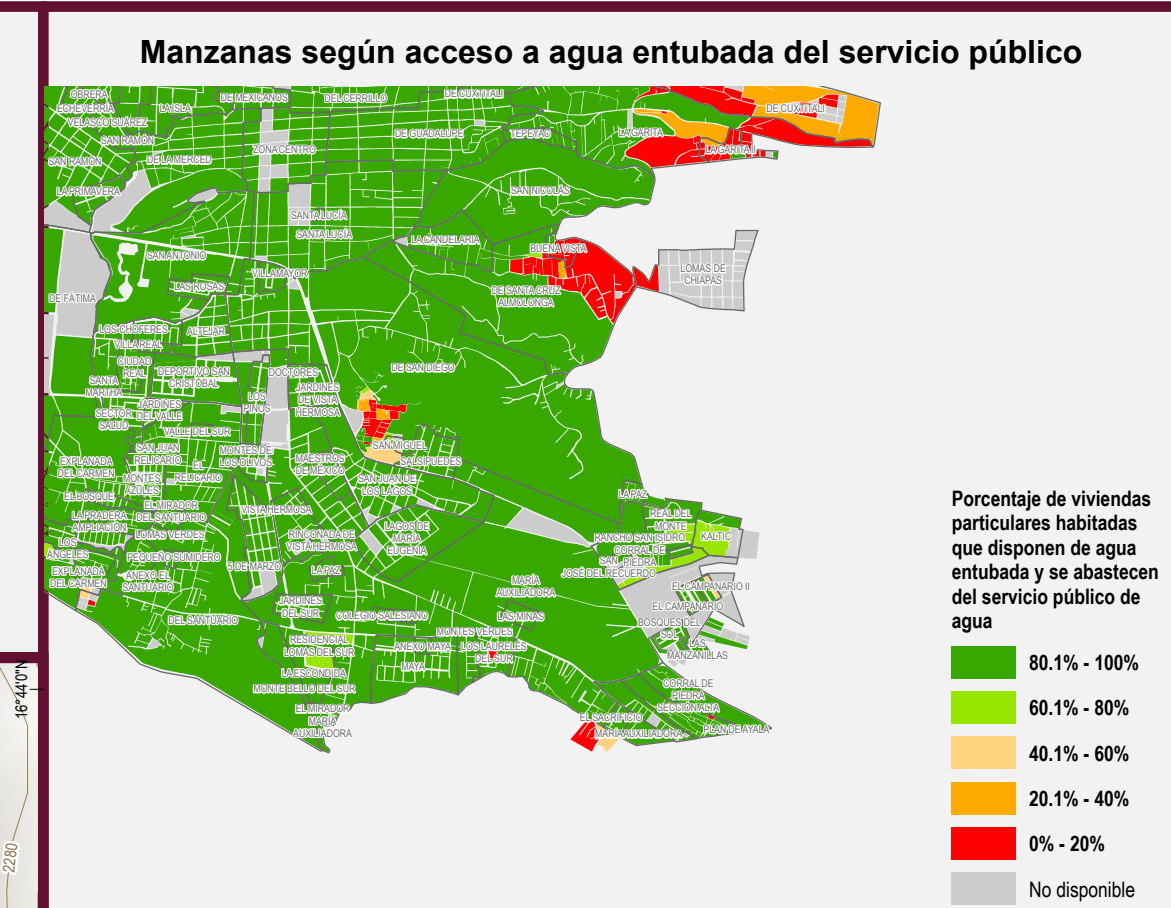 Manzanas según acceso a agua entubada del servicio público
OBRERA
ECHEVERRÍA
LA ISLA
DE MEXICANOS
DEL CERRILLO
DE CUXTITALI
DE CUXTITALI
VELASCO SUÁREZ
SAN RAMÓN
DE GUADALUPE
TEPEYAC
LA GARITA
SAN RAMÓN
DE LA MERCED
ZONA CENTRO
LA GARITA II
LA PRIMAVERA
SAN NICOLÁS
SANTA LUCÍA
SANTA LUCÍA
LA CANDELARIA
BUENA VISTA
SAN ANTONIO
VILLAMAYOR
LOMAS DE
CHIAPAS
LAS ROSAS
DE SANTA CRUZ
ALMOLONGA
DE FÁTIMA
LOS CHOFERES
ALTEJAR
VILLA REAL
CIUDAD
REAL
DEPORTIVO SAN
CRISTÓBAL
DOCTORES
DE SAN DIEGO
SANTA
MARTHA
LOS
PINOS
JARDINES
DE VISTA
HERMOSA
SECTOR
SALUD
JARDINES
DEL VALLE
VALLE DEL SUR
SAN MIGUEL
SAN JUAN
RELICARIO
MONTES DE
LOS OLIVOS
MAESTROS
DE MÉXICO
SALSIPUEDES
EXPLANADA
DEL CARMEN
EL
RELICARIO
MONTES
AZULES
SAN JUAN DE
LOS LAGOS
EL BOSQUE
EL MIRADOR
DEL SANTUARIO
VISTA HERMOSA
LA PAZ
LA PRADERA
AMPLIACIÓN
LOMAS VERDES
RINCONADA DE
VISTA HERMOSA
LAGOS DE
MARÍA
EUGENIA
REAL DEL
MONTE
RANCHO SAN ISIDRO
KALTIC
LOS
ÁNGELES
PEQUEÑO SUMIDERO
5 DE MARZO
LA PAZ
CORRAL DE
PIEDRA
SAN
JOSÉ DEL RECUERDO
EXPLANADA
DEL CARMEN
ANEXO EL
SANTUARIO
MARÍA
AUXILIADORA
EL CAMPANARIO II
JARDINES
DEL SUR
EL CAMPANARIO
DEL SANTUARIO
COLEGIO SALESIANO
LAS MINAS
BOSQUES DEL
SOL
RESIDENCIAL
LOMAS DEL SUR
MONTES VERDES
ANEXO MAYA
LOS LAURELES
DEL SUR
LAS
MANZANILLAS
MAYA
LA ESCONDIDA
MONTE BELLO DEL SUR
CORRAL DE
PIEDRA
SECCIÓN ALTA
EL MIRADOR
MARÍA
AUXILIADORA
EL SACRIFICIO
MARÍA AUXILIADORA
PLAN DE AYALA
16°44'0"N
2280
Porcentaje de viviendas
particulares habitadas
que disponen de agua
entubada y se abastecen
del servicio público de
agua
80.1% - 100%
60.1% - 80%
40.1% - 60%
20.1% - 40%
0% - 20%
No disponible